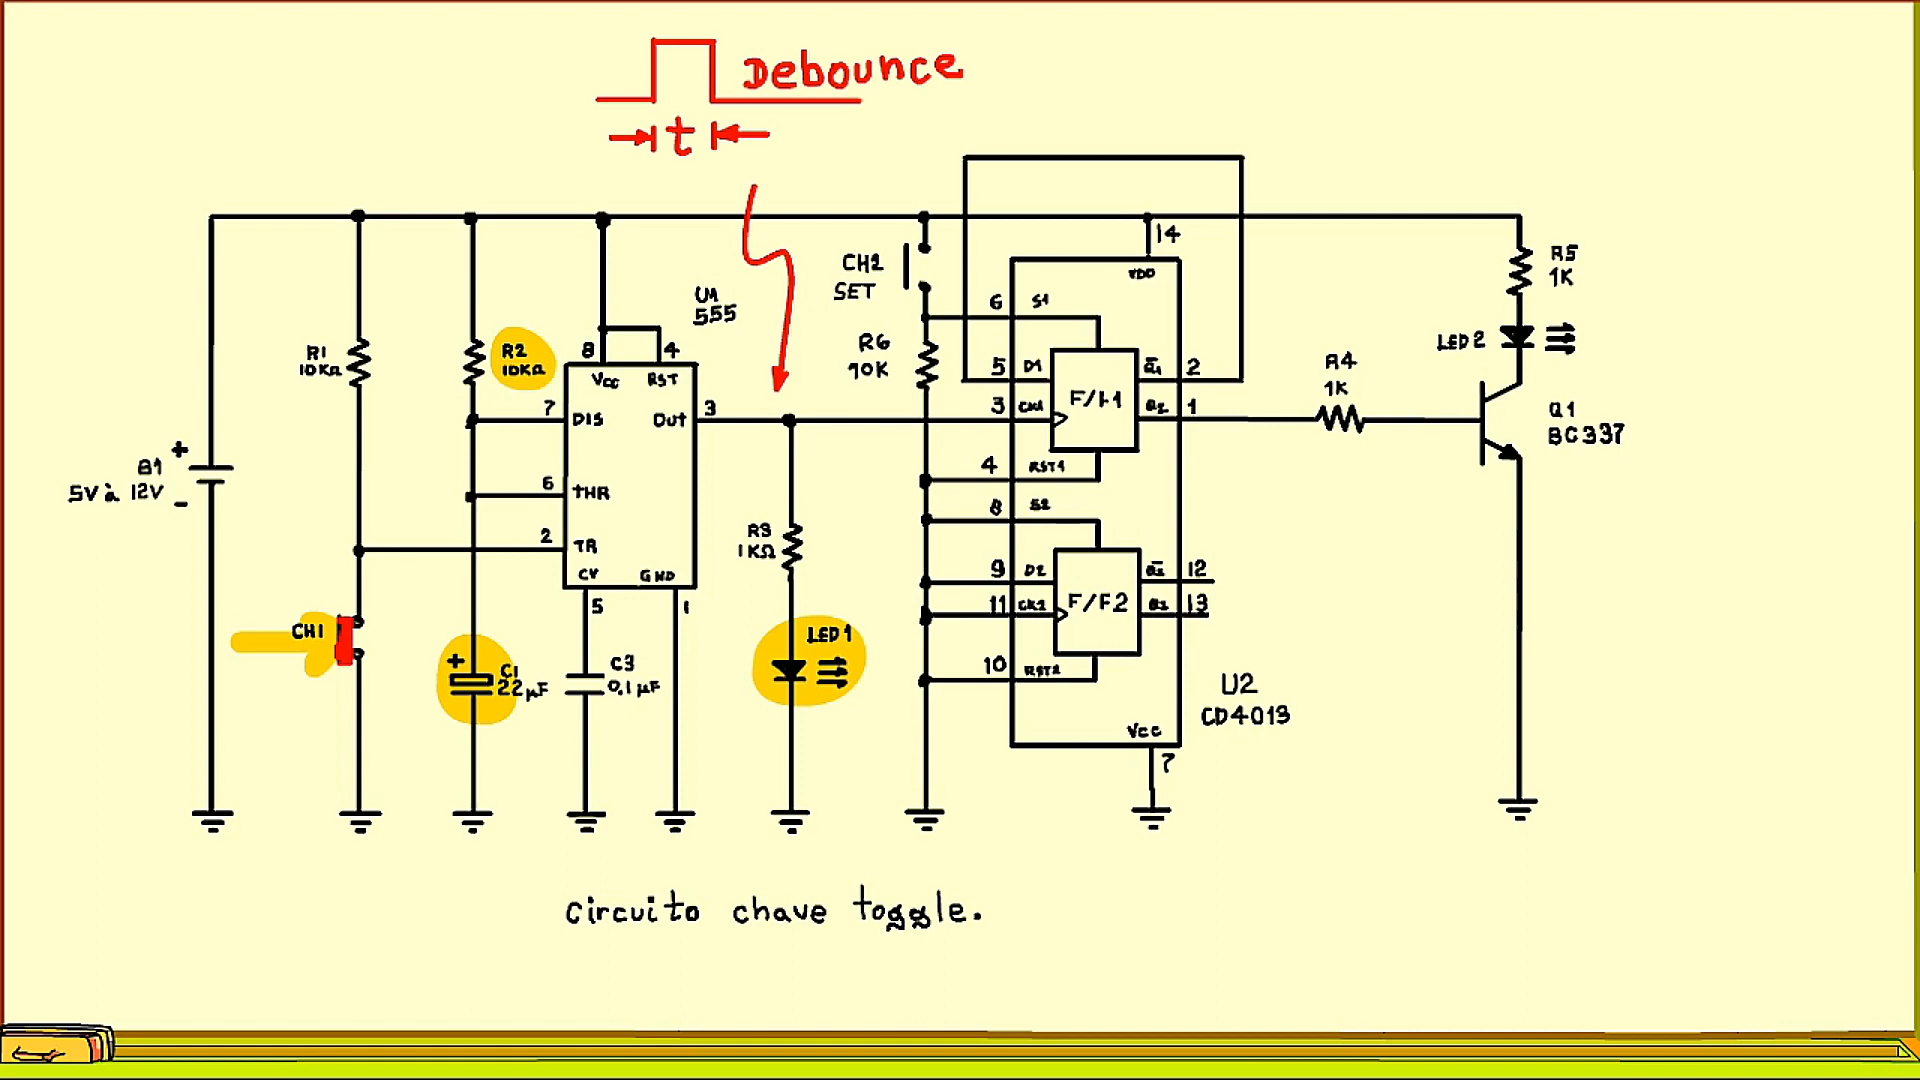 Debounce
t
14
VDD
CH2
SET
U1
555
6 S1
R5
1K
R1
10KΩ
R2
10KΩ
8 4
Vcc RST
R6
10K
5 D1
F/F1
Q̅1 2
LED2
R4
1K
7 DIS
Out 3
3 CK1
Q2 1
Q1
BC337
B1
+
5V à 12V
-
6 THR
4 RST1
2 TR
R3
1KΩ
8 S2
CV GND
5 1
9 D2
F/F2
Q̅2 12
11 CK2
Q2 13
CH1
LED1
+
C1
22µF
C3
0.1µF
10 RST2
U2
CD4013
Vcc
7
circuito chave toggle.